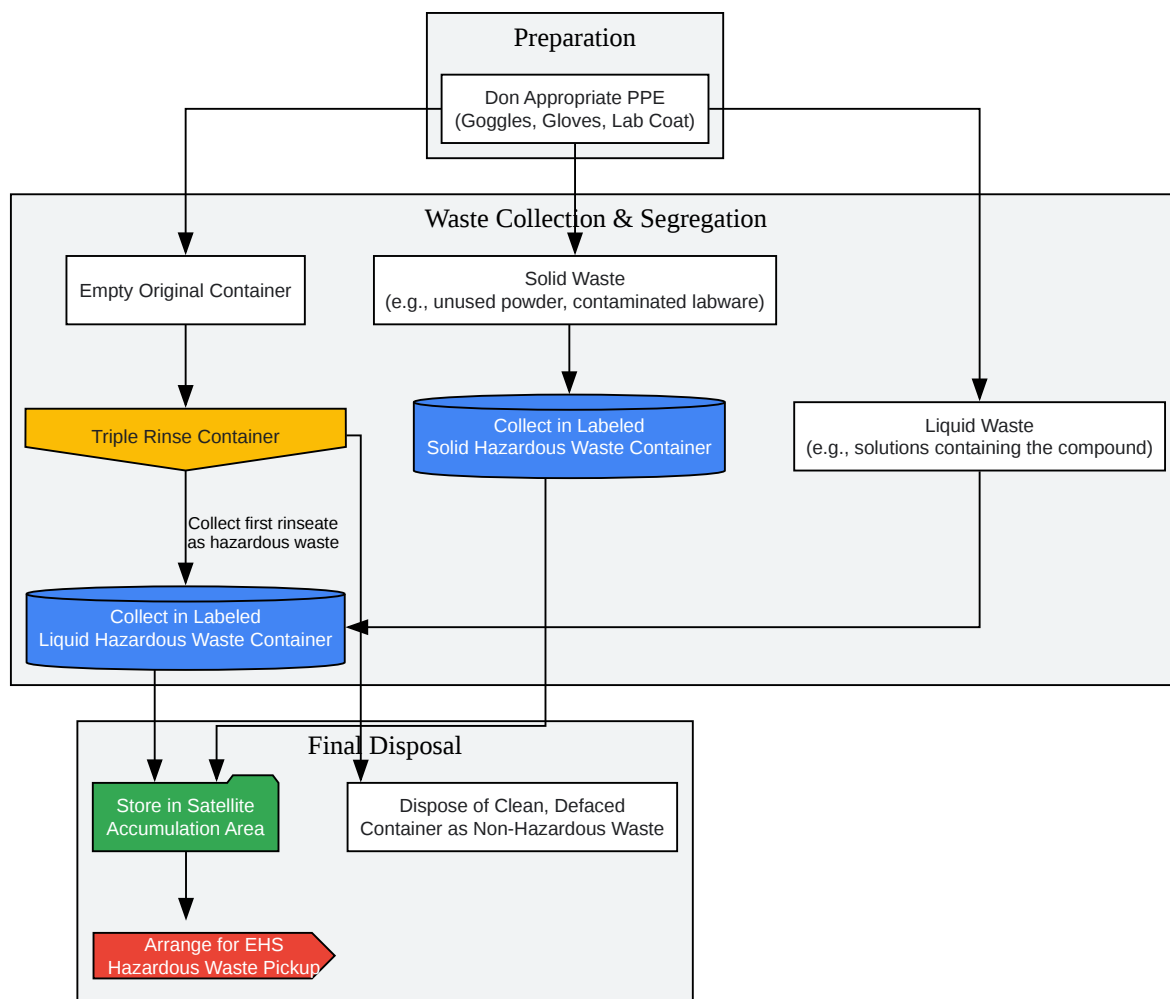 Preparation
Don Appropriate PPE
(Goggles, Gloves, Lab Coat)
Waste Collection & Segregation
Empty Original Container
Solid Waste
(e.g., unused powder, contaminated labware)
Triple Rinse Container
Collect in Labeled
Solid Hazardous Waste Container
Liquid Waste
(e.g., solutions containing the compound)
Collect first rinseate
as hazardous waste
Collect in Labeled
Liquid Hazardous Waste Container
Final Disposal
Store in Satellite
Accumulation Area
Dispose of Clean, Defaced
Container as Non-Hazardous Waste
Arrange for EHS
Hazardous Waste Pickup